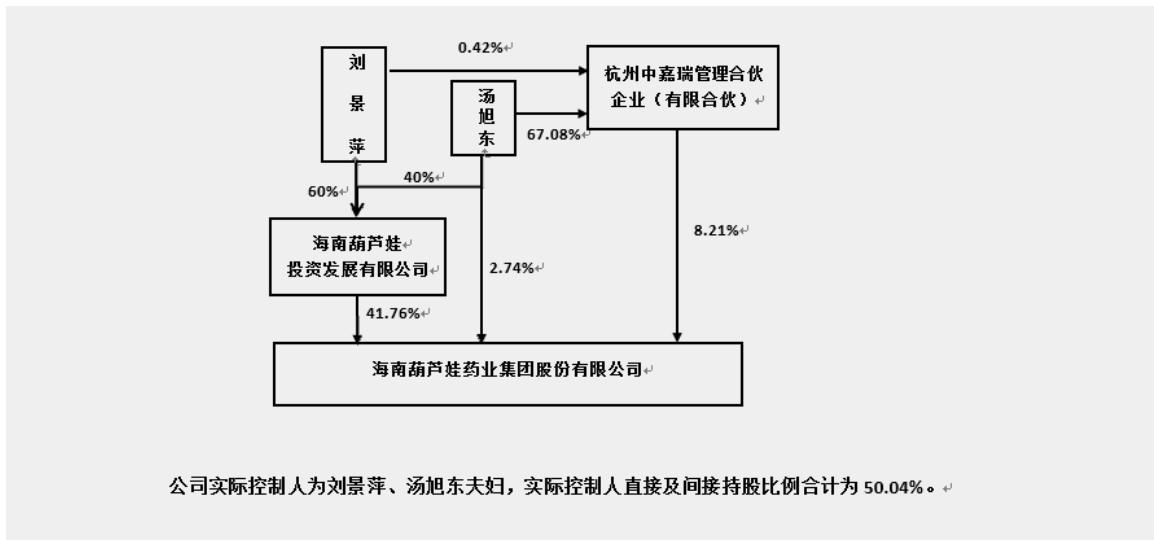 刘景萍
0.42%
杭州中嘉瑞管理合伙
企业（有限合伙）
汤旭东
67.08%
60%
40%
海南葫芦娃
投资发展有限公司
8.21%
2.74%
41.76%
海南葫芦娃药业集团股份有限公司
公司实际控制人为刘景萍、汤旭东夫妇，实际控制人直接及间接持股比例合计为 50.04%。